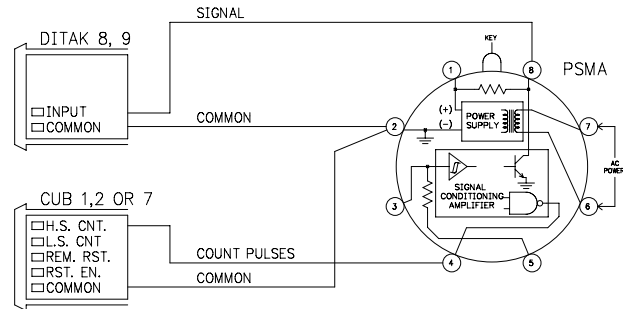 SIGNAL
DITAK 8, 9
KEY
PSMA
1
8
INPUT
COMMON
COMMON
2
(+)
(-)
POWER
SUPPLY
7
AC
POWER
3
SIGNAL
CONDITIONING
AMPLIFIER
6
CUB 1,2 OR 7
H.S. CNT.
L.S. CNT
REM. RST.
RST. EN.
COMMON
COUNT PULSES
4
5
COMMON